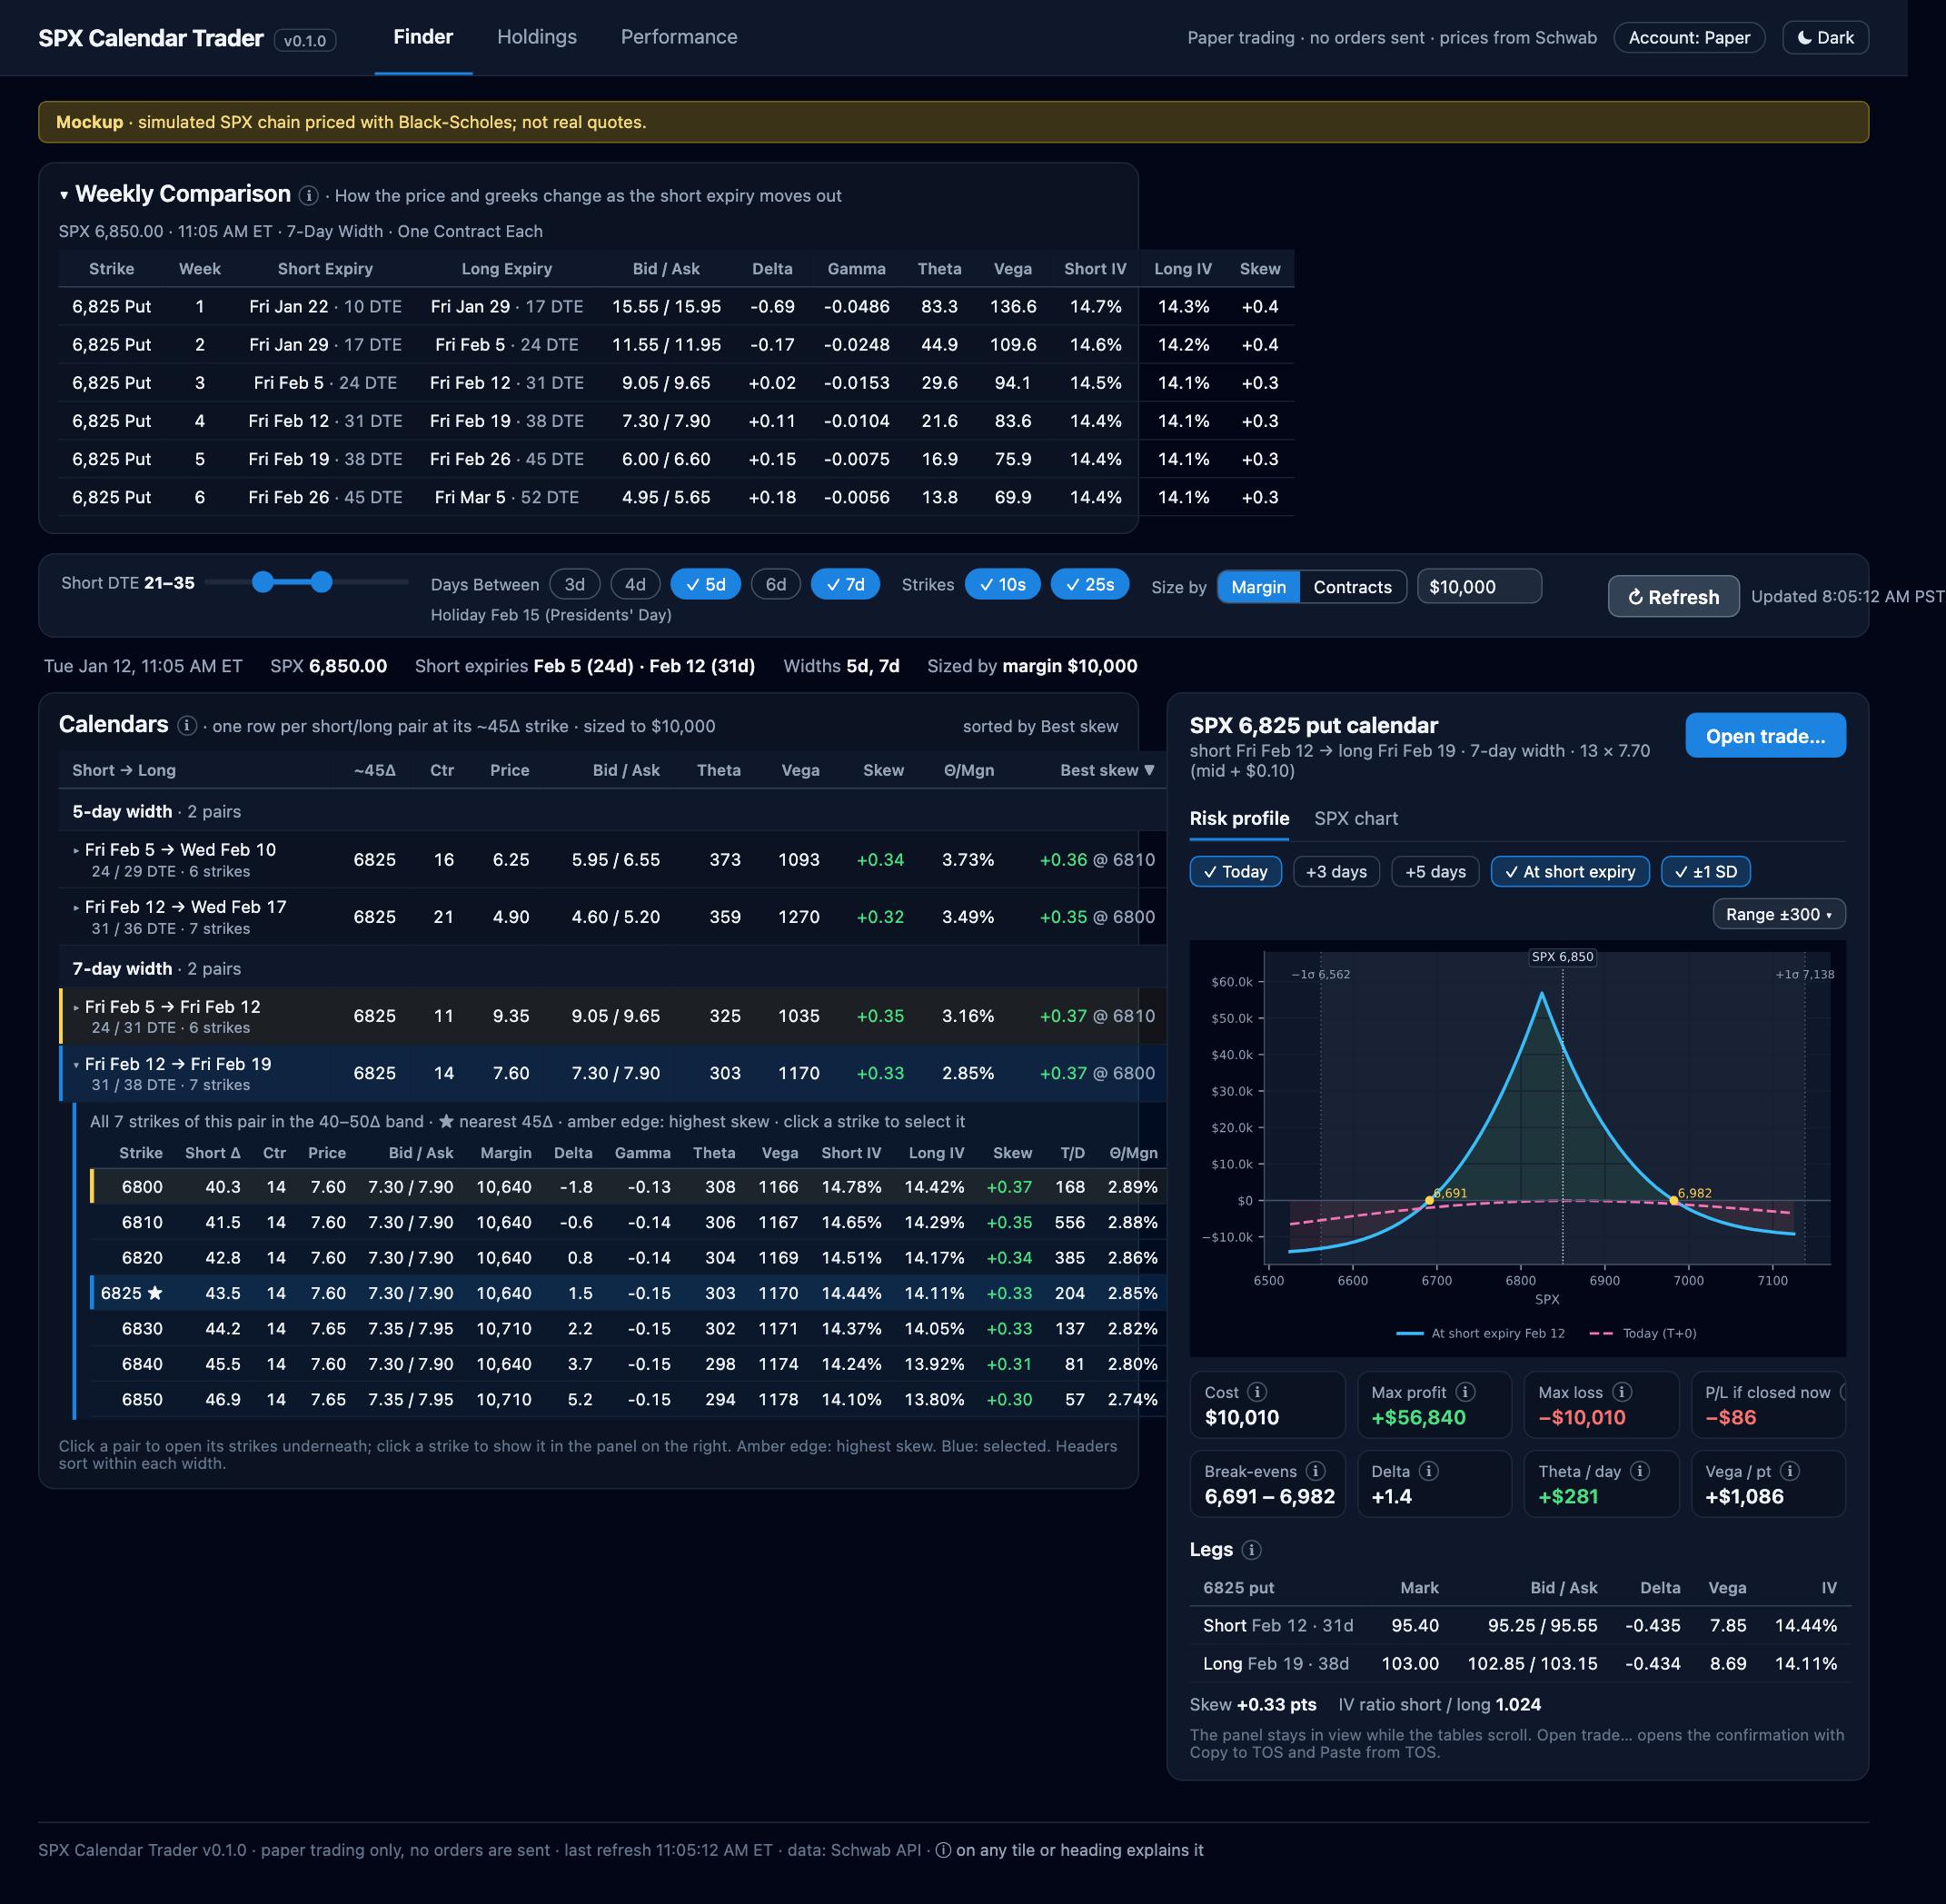 SPX Calendar Trader v0.1.0 Finder Holdings Performance Paper trading · no orders sent · prices from Schwab Account: Paper Dark
Mockup · simulated SPX chain priced with Black-Scholes; not real quotes.
▾ Weekly Comparison ⓘ · How the price and greeks change as the short expiry moves out
SPX 6,850.00 · 11:05 AM ET · 7-Day Width · One Contract Each
Strike Week Short Expiry Long Expiry Bid / Ask Delta Gamma Theta Vega Short IV Long IV Skew
6,825 Put 1 Fri Jan 22 · 10 DTE Fri Jan 29 · 17 DTE 15.55 / 15.95 -0.69 -0.0486 83.3 136.6 14.7% 14.3% +0.4
6,825 Put 2 Fri Jan 29 · 17 DTE Fri Feb 5 · 24 DTE 11.55 / 11.95 -0.17 -0.0248 44.9 109.6 14.6% 14.2% +0.4
6,825 Put 3 Fri Feb 5 · 24 DTE Fri Feb 12 · 31 DTE 9.05 / 9.65 +0.02 -0.0153 29.6 94.1 14.5% 14.1% +0.3
6,825 Put 4 Fri Feb 12 · 31 DTE Fri Feb 19 · 38 DTE 7.30 / 7.90 +0.11 -0.0104 21.6 83.6 14.4% 14.1% +0.3
6,825 Put 5 Fri Feb 19 · 38 DTE Fri Feb 26 · 45 DTE 6.00 / 6.60 +0.15 -0.0075 16.9 75.9 14.4% 14.1% +0.3
6,825 Put 6 Fri Feb 26 · 45 DTE Fri Mar 5 · 52 DTE 4.95 / 5.65 +0.18 -0.0056 13.8 69.9 14.4% 14.1% +0.3
Short DTE 21–35 Days Between 3d 4d ✓ 5d 6d ✓ 7d Strikes ✓ 10s ✓ 25s Size by Margin Contracts $10,000 ↻ Refresh Updated 8:05:12 AM PST
Holiday Feb 15 (Presidents' Day)
Tue Jan 12, 11:05 AM ET SPX 6,850.00 Short expiries Feb 5 (24d) · Feb 12 (31d) Widths 5d, 7d Sized by margin $10,000
Calendars ⓘ · one row per short/long pair at its ~45Δ strike · sized to $10,000 sorted by Best skew
Short → Long ~45Δ Ctr Price Bid / Ask Theta Vega Skew Θ/Mgn Best skew ▼
5-day width · 2 pairs
▸ Fri Feb 5 → Wed Feb 10 6825 16 6.25 5.95 / 6.55 373 1093 +0.34 3.73% +0.36 @ 6810
24 / 29 DTE · 6 strikes
▸ Fri Feb 12 → Wed Feb 17 6825 21 4.90 4.60 / 5.20 359 1270 +0.32 3.49% +0.35 @ 6800
31 / 36 DTE · 7 strikes
7-day width · 2 pairs
▸ Fri Feb 5 → Fri Feb 12 6825 11 9.35 9.05 / 9.65 325 1035 +0.35 3.16% +0.37 @ 6810
24 / 31 DTE · 6 strikes
▾ Fri Feb 12 → Fri Feb 19 6825 14 7.60 7.30 / 7.90 303 1170 +0.33 2.85% +0.37 @ 6800
31 / 38 DTE · 7 strikes
All 7 strikes of this pair in the 40–50Δ band · ★ nearest 45Δ · amber edge: highest skew · click a strike to select it
Strike Short Δ Ctr Price Bid / Ask Margin Delta Gamma Theta Vega Short IV Long IV Skew T/D Θ/Mgn
6800 40.3 14 7.60 7.30 / 7.90 10,640 -1.8 -0.13 308 1166 14.78% 14.42% +0.37 168 2.89%
6810 41.5 14 7.60 7.30 / 7.90 10,640 -0.6 -0.14 306 1167 14.65% 14.29% +0.35 556 2.88%
6820 42.8 14 7.60 7.30 / 7.90 10,640 0.8 -0.14 304 1169 14.51% 14.17% +0.34 385 2.86%
6825 ★ 43.5 14 7.60 7.30 / 7.90 10,640 1.5 -0.15 303 1170 14.44% 14.11% +0.33 204 2.85%
6830 44.2 14 7.65 7.35 / 7.95 10,710 2.2 -0.15 302 1171 14.37% 14.05% +0.33 137 2.82%
6840 45.5 14 7.60 7.30 / 7.90 10,640 3.7 -0.15 298 1174 14.24% 13.92% +0.31 81 2.80%
6850 46.9 14 7.65 7.35 / 7.95 10,710 5.2 -0.15 294 1178 14.10% 13.80% +0.30 57 2.74%
Click a pair to open its strikes underneath; click a strike to show it in the panel on the right. Amber edge: highest skew. Blue: selected. Headers
sort within each width.
SPX 6,825 put calendar Open trade...
short Fri Feb 12 → long Fri Feb 19 · 7-day width · 13 × 7.70
(mid + $0.10)
Risk profile SPX chart
✓ Today +3 days +5 days ✓ At short expiry ✓ ±1 SD
Range ±300 ▾
SPX 6,850
−1σ 6,562 +1σ 7,138
$60.0k
$50.0k
$40.0k
$30.0k
$20.0k
$10.0k
$0
−$10.0k
6,691 6,982
6500 6600 6700 6800 6900 7000 7100
SPX
At short expiry Feb 12 Today (T+0)
Cost ⓘ Max profit ⓘ Max loss ⓘ P/L if closed now
$10,010 +$56,840 −$10,010 −$86
Break-evens ⓘ Delta ⓘ Theta / day ⓘ Vega / pt ⓘ
6,691 – 6,982 +1.4 +$281 +$1,086
Legs ⓘ
6825 put Mark Bid / Ask Delta Vega IV
Short Feb 12 · 31d 95.40 95.25 / 95.55 -0.435 7.85 14.44%
Long Feb 19 · 38d 103.00 102.85 / 103.15 -0.434 8.69 14.11%
Skew +0.33 pts IV ratio short / long 1.024
The panel stays in view while the tables scroll. Open trade... opens the confirmation with
Copy to TOS and Paste from TOS.
SPX Calendar Trader v0.1.0 · paper trading only, no orders are sent · last refresh 11:05:12 AM ET · data: Schwab API · ⓘ on any tile or heading explains it